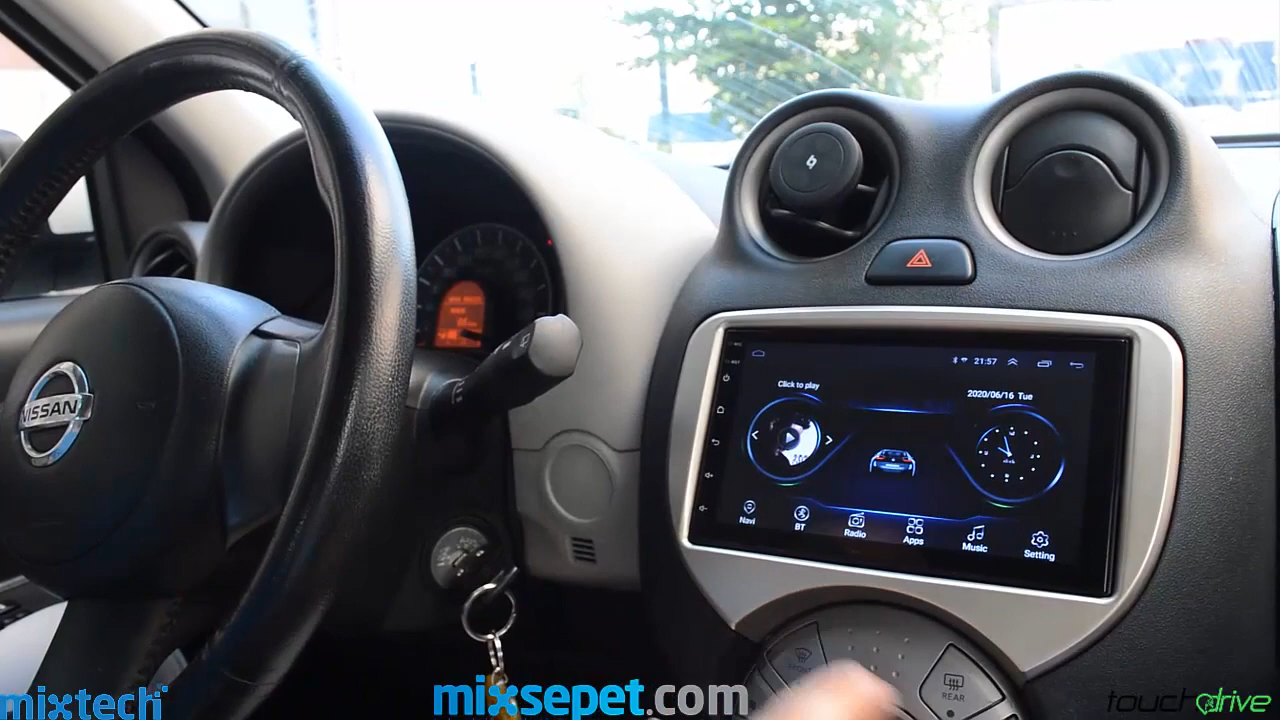 NISSAN
21:57
Click to play
2020/06/16 Tue
Navi
BT
Radio
Apps
Music
Setting
FRONT
REAR
mixtech
mixsepet.com
touchdrive